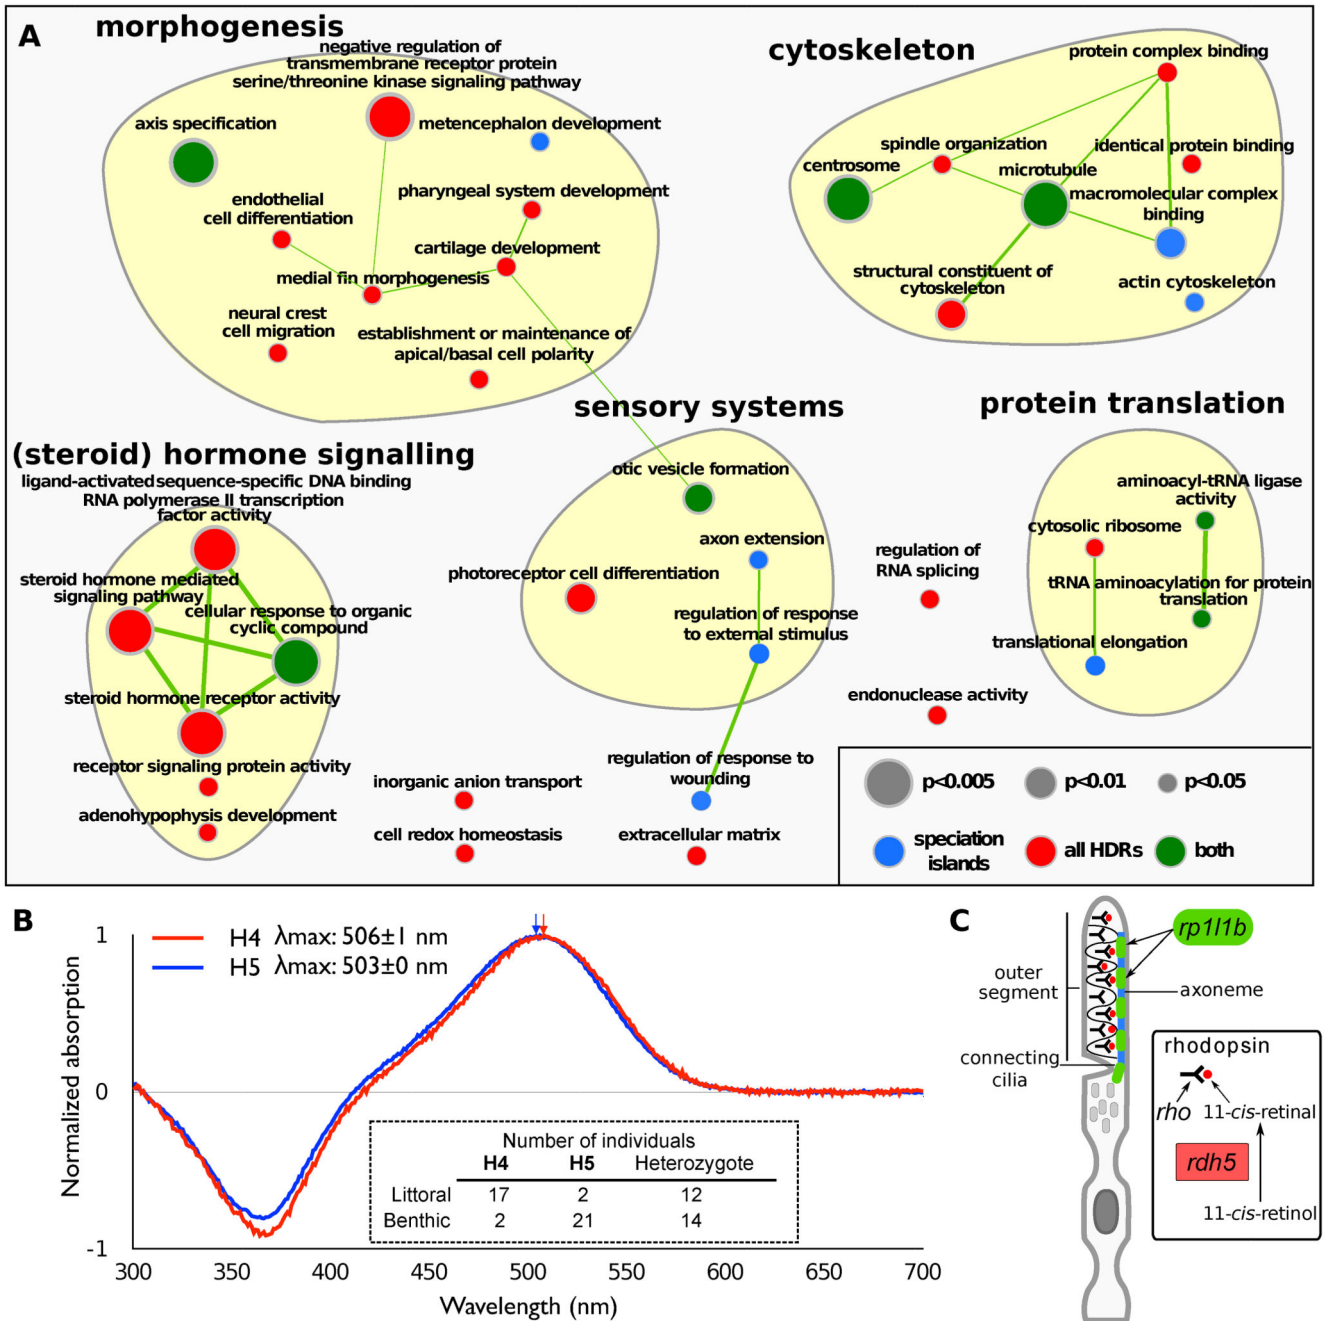 A
morphogenesis
negative regulation of
transmembrane receptor protein
serine/threonine kinase signaling pathway
axis specification
metencephalon development
endothelial
cell differentiation
pharyngeal system development
cartilage development
medial fin morphogenesis
neural crest
cell migration
establishment or maintenance of
apical/basal cell polarity
cytoskeleton
protein complex binding
spindle organization
identical protein binding
centrosome
microtubule
macromolecular complex
binding
structural constituent of
cytoskeleton
actin cytoskeleton
(steroid) hormone signalling
ligand-activated sequence-specific DNA binding
RNA polymerase II transcription
factor activity
steroid hormone mediated
signaling pathway
cellular response to organic
cyclic compound
steroid hormone receptor activity
receptor signaling protein activity
adenohypophysis development
sensory systems
otic vesicle formation
axon extension
photoreceptor cell differentiation
regulation of response
to external stimulus
regulation of response to
wounding
extracellular matrix
inorganic anion transport
cell redox homeostasis
regulation of
RNA splicing
endonuclease activity
protein translation
aminoacyl-tRNA ligase
activity
cytosolic ribosome
tRNA aminoacylation for protein
translation
translational elongation
p<0.005 p<0.01 p<0.05
speciation
islands
all HDRs
both
B
H4 λmax: 506±1 nm
H5 λmax: 503±0 nm
Normalized absorption
1
0
-1
300 350 400 450 500 550 600 650 700
Wavelength (nm)
Number of individuals
H4 H5 Heterozygote
Littoral 17 2 12
Benthic 2 21 14
C
rp1l1b
outer
segment
axoneme
connecting
cilia
rhodopsin
rho 11-cis-retinal
rdh5
11-cis-retinol